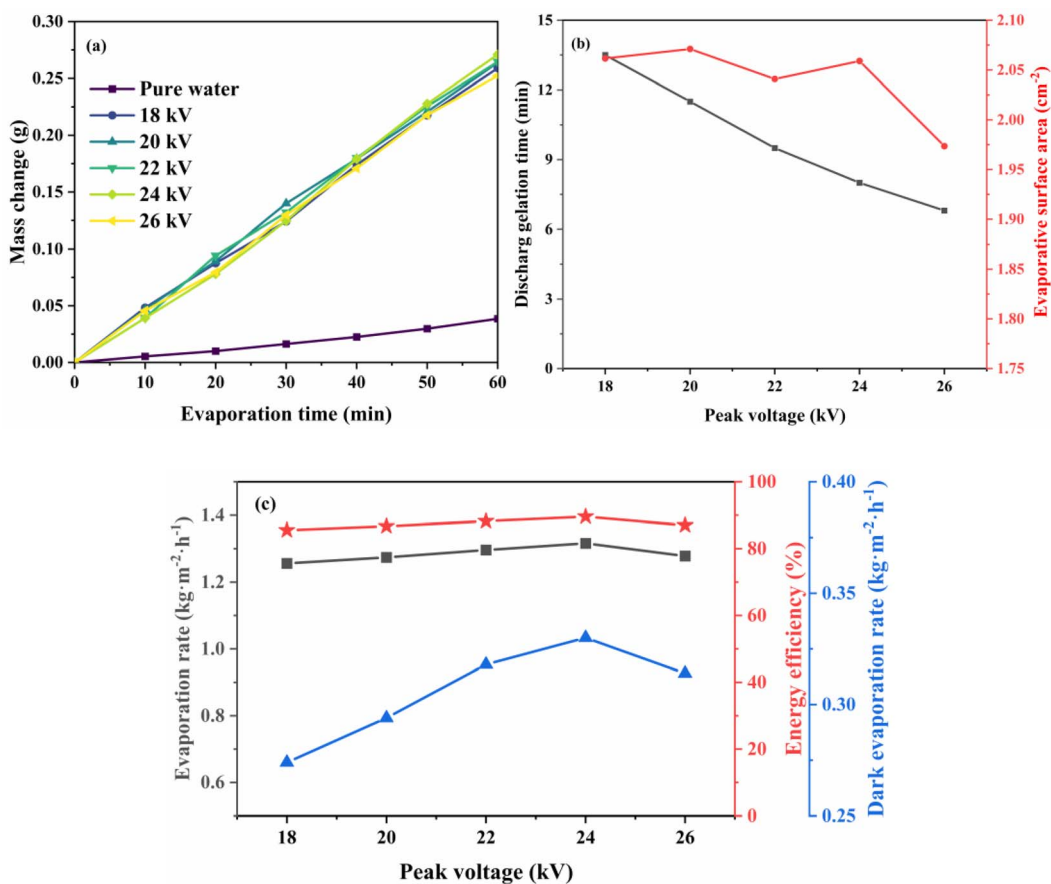 (a)
Pure water
18 kV
20 kV
22 kV
24 kV
26 kV
Mass change (g)
0.30
0.25
0.20
0.15
0.10
0.05
0.00
0 10 20 30 40 50 60
Evaporation time (min)
(b)
Discharg gelation time (min)
15
12
9
6
3
0
18 20 22 24 26
Peak voltage (kV)
2.10
2.05
2.00
1.95
1.90
1.85
1.80
1.75
Evaporative surface area (cm⁻²)
(c)
Evaporation rate (kg·m⁻²·h⁻¹)
1.4
1.2
1.0
0.8
0.6
18 20 22 24 26
Peak voltage (kV)
100
80
60
40
20
0
Energy efficiency (%)
0.40
0.35
0.30
0.25
Dark evaporation rate (kg·m⁻²·h⁻¹)